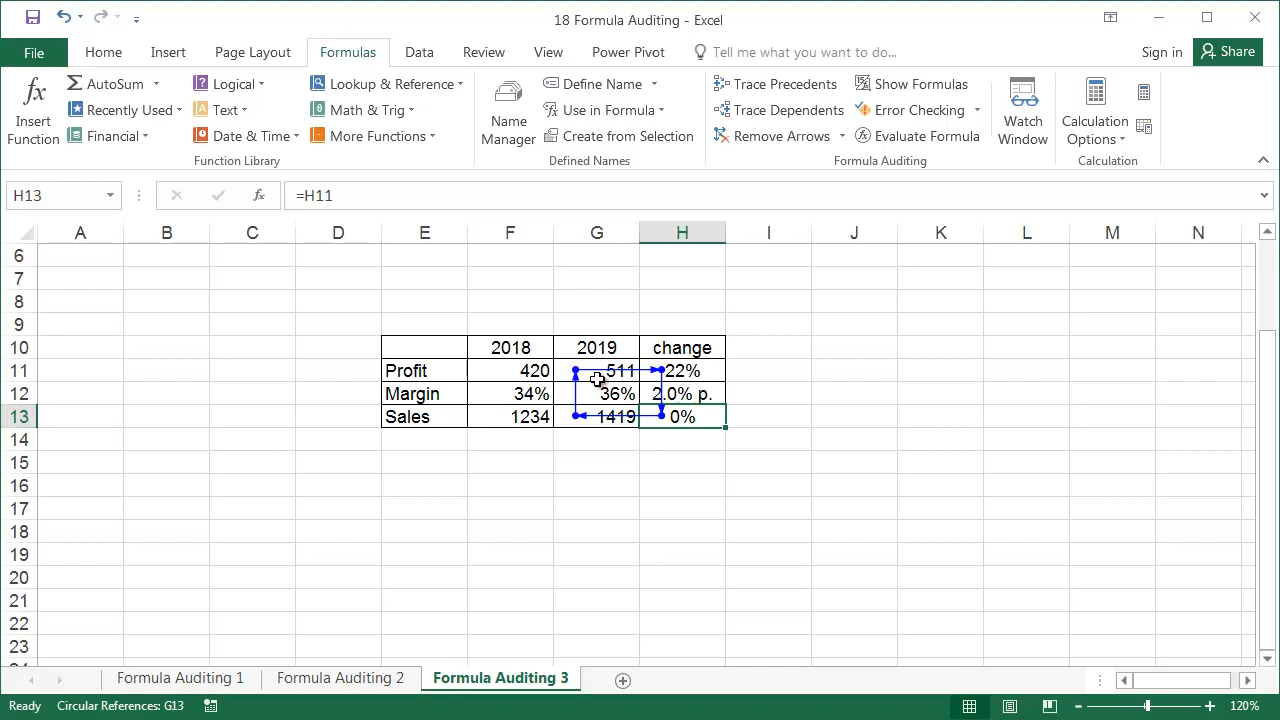 18 Formula Auditing - Excel
File Home Insert Page Layout Formulas Data Review View Power Pivot Tell me what you want to do... Sign in Share
AutoSum Logical Lookup & Reference Define Name Trace Precedents Show Formulas
Recently Used Text Math & Trig Use in Formula Trace Dependents Error Checking
Financial Date & Time More Functions Create from Selection Remove Arrows Evaluate Formula
Insert Function
Name Manager
Watch Window
Calculation Options
Function Library Defined Names Formula Auditing Calculation
H13 fx =H11
A B C D E F G H I J K L M N
6
7
8
9
10 2018 2019 change
11 Profit 420 511 22%
12 Margin 34% 36% 2.0% p.
13 Sales 1234 1419 0%
14
15
16
17
18
19
20
21
22
23
24
Formula Auditing 1 Formula Auditing 2 Formula Auditing 3
Ready Circular References: G13 120%